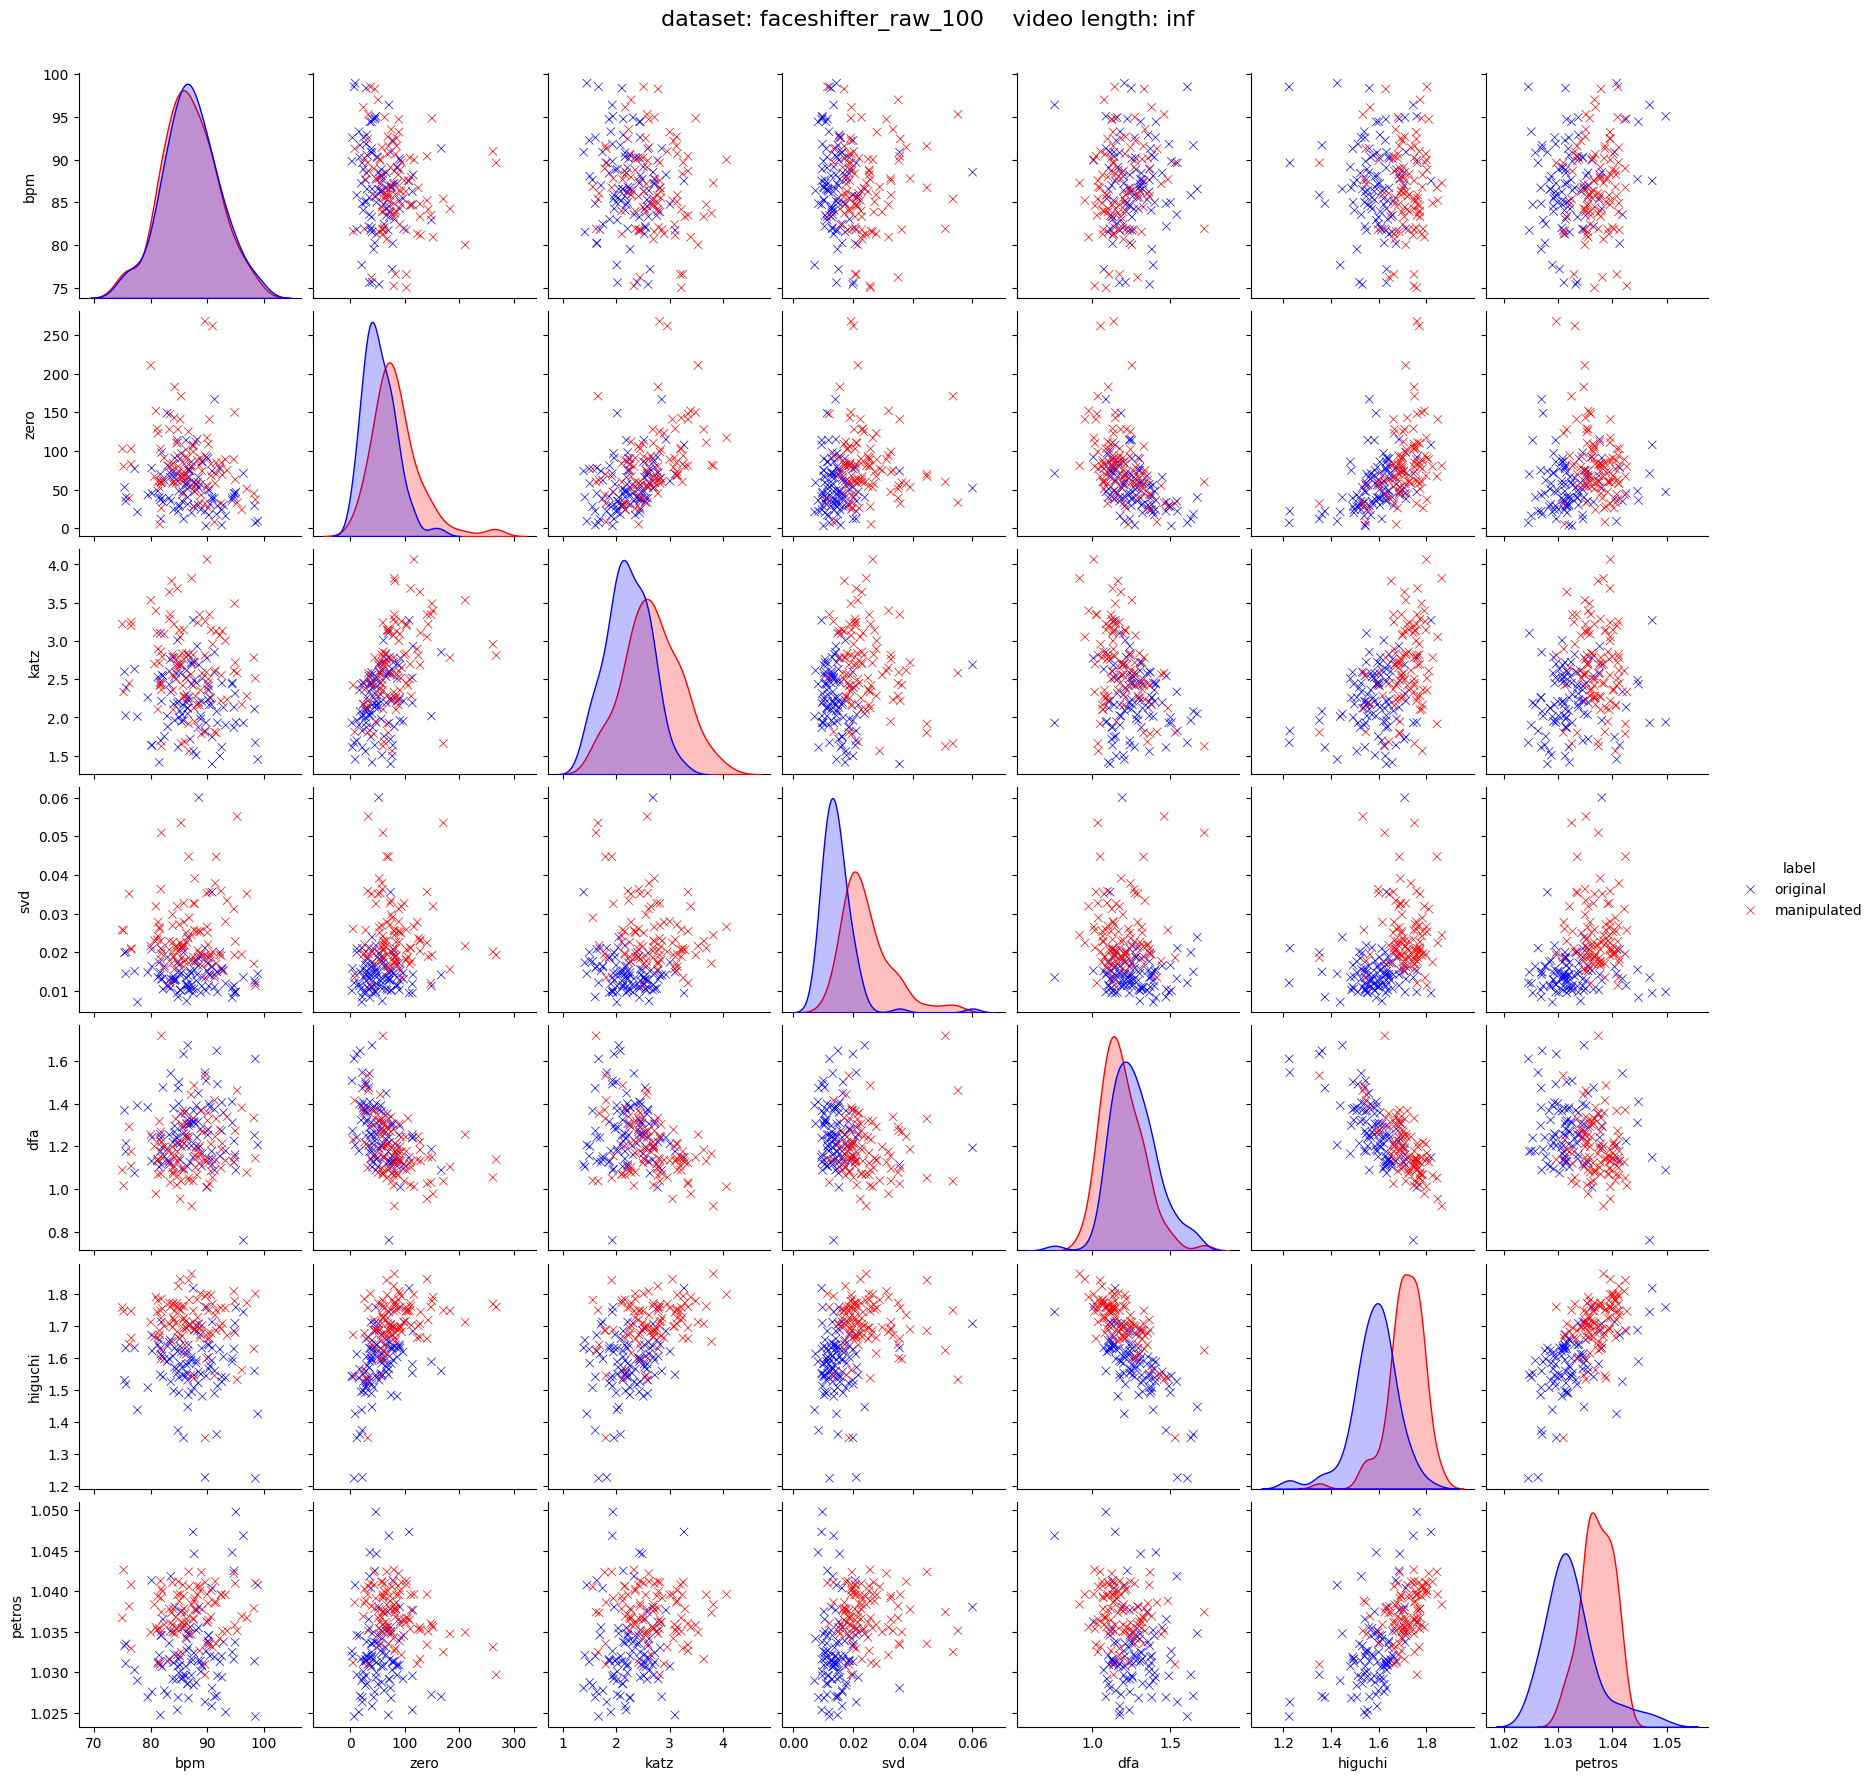 dataset: faceshifter_raw_100    video length: inf
100
95
90
85
80
75
bpm
250
200
150
100
50
0
zero
4.0
3.5
3.0
2.5
2.0
1.5
katz
0.06
0.05
0.04
0.03
0.02
0.01
svd
label
original
manipulated
1.6
1.4
1.2
1.0
0.8
dfa
1.8
1.7
1.6
1.5
1.4
1.3
1.2
higuchi
1.050
1.045
1.040
1.035
1.030
1.025
petros
70 80 90 100
0 100 200 300
1 2 3 4
0.00 0.02 0.04 0.06
1.0 1.5
1.2 1.4 1.6 1.8
1.02 1.03 1.04 1.05
bpm zero katz svd dfa higuchi petros